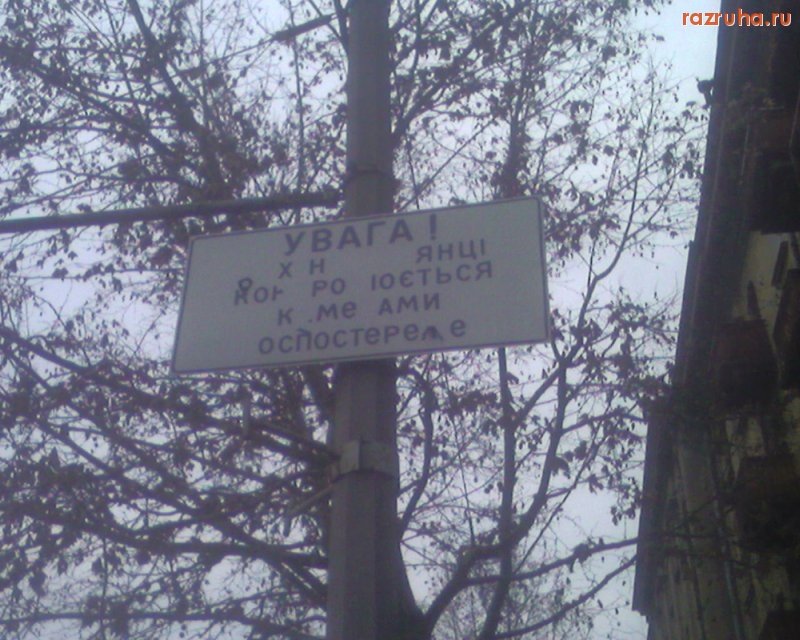 razruha.ru
УВАГА!
х н янці
кон ро юється
к ме ами
оспостере е